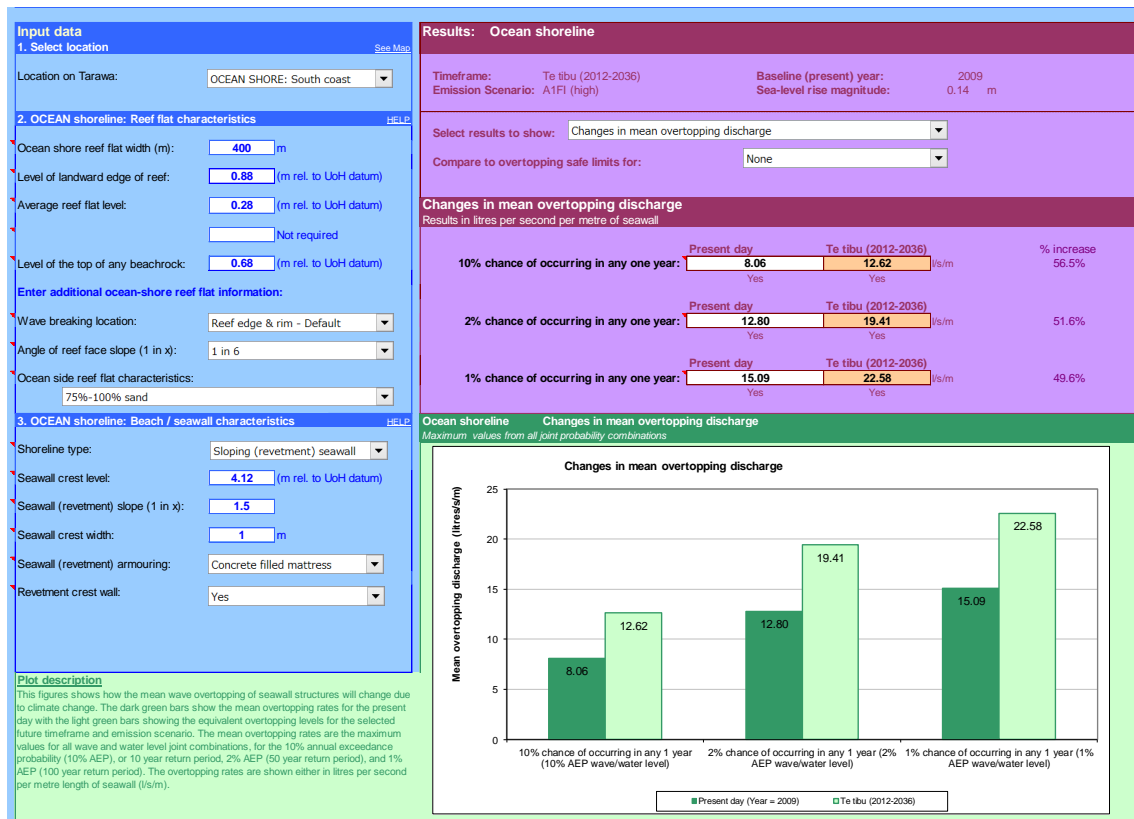 Input data
1. Select location
See Map
Location on Tarawa:
OCEAN SHORE: South coast
2. OCEAN shoreline: Reef flat characteristics
HELP
Ocean shore reef flat width (m):
400 m
Level of landward edge of reef:
0.88 (m rel. to UoH datum)
Average reef flat level:
0.28 (m rel. to UoH datum)
Not required
Level of the top of any beachrock:
0.68 (m rel. to UoH datum)
Enter additional ocean-shore reef flat information:
Wave breaking location:
Reef edge & rim - Default
Angle of reef face slope (1 in x):
1 in 6
Ocean side reef flat characteristics:
75%-100% sand
3. OCEAN shoreline: Beach / seawall characteristics
HELP
Shoreline type:
Sloping (revetment) seawall
Seawall crest level:
4.12 (m rel. to UoH datum)
Seawall (revetment) slope (1 in x):
1.5
Seawall crest width:
1 m
Seawall (revetment) armouring:
Concrete filled mattress
Revetment crest wall:
Yes
Plot description
This figures shows how the mean wave overtopping of seawall structures will change due
to climate change. The dark green bars show the mean overtopping rates for the present
day with the light green bars showing the equivalent overtopping levels for the selected
future timeframe and emission scenario. The mean overtopping rates are the maximum
values for all wave and water level joint combinations, for the 10% annual exceedance
probability (10% AEP), or 10 year return period, 2% AEP (50 year return period), and 1%
AEP (100 year return period). The overtopping rates are shown either in litres per second
per metre length of seawall (l/s/m).
Results: Ocean shoreline
Timeframe: Te tibu (2012-2036)
Baseline (present) year: 2009
Emission Scenario: A1FI (high)
Sea-level rise magnitude: 0.14 m
Select results to show:
Changes in mean overtopping discharge
Compare to overtopping safe limits for:
None
Changes in mean overtopping discharge
Results in litres per second per metre of seawall
Present day Te tibu (2012-2036) % increase
10% chance of occurring in any one year: 8.06 12.62 l/s/m 56.5%
Yes Yes
Present day Te tibu (2012-2036)
2% chance of occurring in any one year: 12.80 19.41 l/s/m 51.6%
Yes Yes
Present day Te tibu (2012-2036)
1% chance of occurring in any one year: 15.09 22.58 l/s/m 49.6%
Yes Yes
Ocean shoreline Changes in mean overtopping discharge
Maximum values from all joint probability combinations
Changes in mean overtopping discharge
Mean overtopping discharge (litres/s/m)
25
20
15
10
5
0
8.06
12.62
12.80
19.41
15.09
22.58
10% chance of occurring in any 1 year
(10% AEP wave/water level)
2% chance of occurring in any 1 year (2%
AEP wave/water level)
1% chance of occurring in any 1 year (1%
AEP wave/water level)
Present day (Year = 2009)
Te tibu (2012-2036)